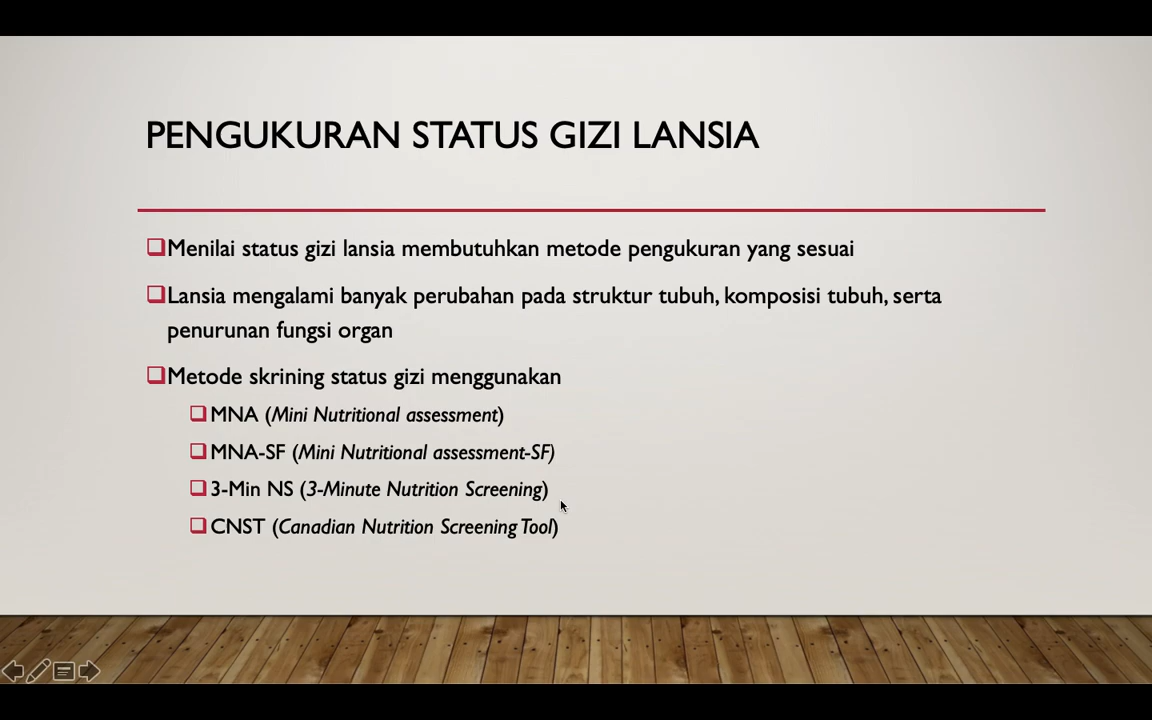 PENGUKURAN STATUS GIZI LANSIA
Menilai status gizi lansia membutuhkan metode pengukuran yang sesuai
Lansia mengalami banyak perubahan pada struktur tubuh, komposisi tubuh, serta
penurunan fungsi organ
Metode skrining status gizi menggunakan
MNA (Mini Nutritional assessment)
MNA-SF (Mini Nutritional assessment-SF)
3-Min NS (3-Minute Nutrition Screening)
CNST (Canadian Nutrition Screening Tool)